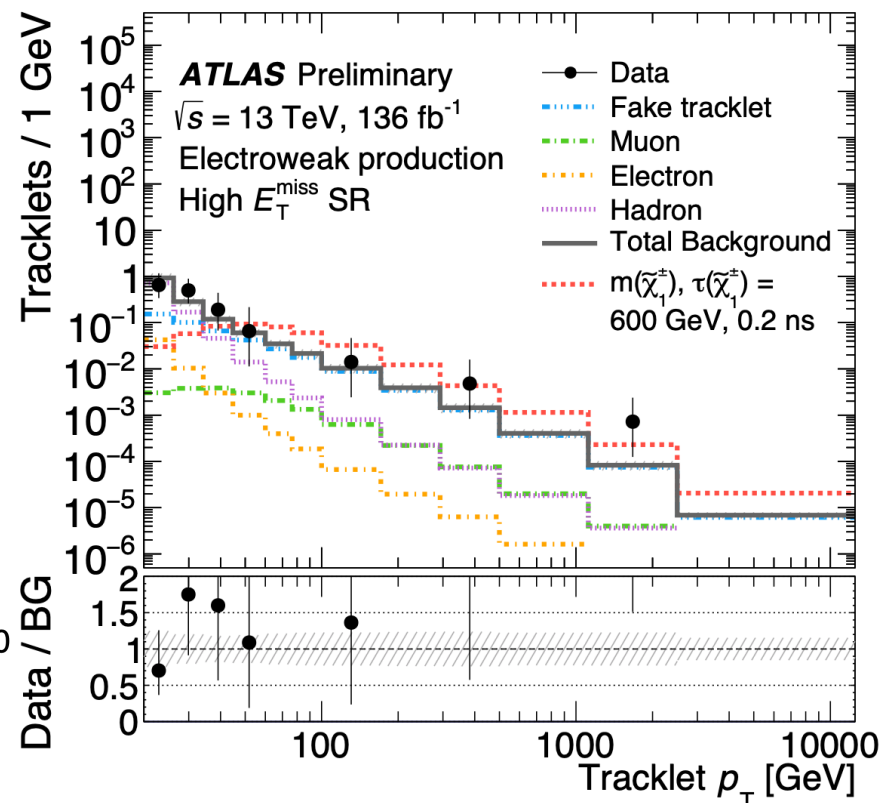 Tracklets / 1 GeV
10⁵
10⁴
10³
10²
10
1
10⁻¹
10⁻²
10⁻³
10⁻⁴
10⁻⁵
10⁻⁶
ATLAS Preliminary
√s = 13 TeV, 136 fb⁻¹
Electroweak production
High E_T^miss SR
Data
Fake tracklet
Muon
Electron
Hadron
Total Background
m(χ̃₁±), τ(χ̃₁±) =
600 GeV, 0.2 ns
Data / BG
2
1.5
1
0.5
0
0
100
1000
10000
Tracklet p_T [GeV]